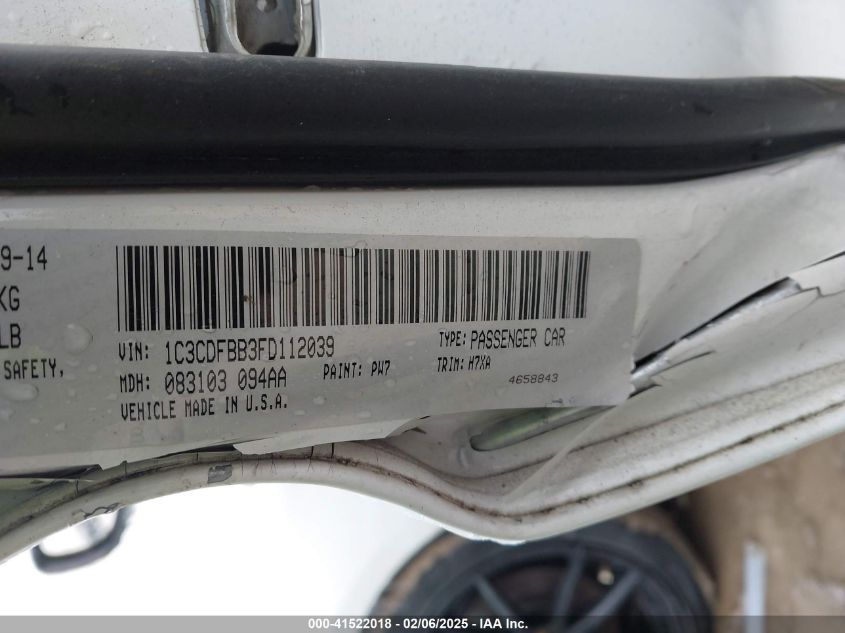 9-14
KG
LB
SAFETY,
VIN: 1C3CDFBB3FD112039
TYPE: PASSENGER CAR
MDH: 083103 094AA
PAINT: PW7
TRIM: H7XA
4658843
VEHICLE MADE IN U.S.A.
000-41522018 - 02/06/2025 - IAA Inc.